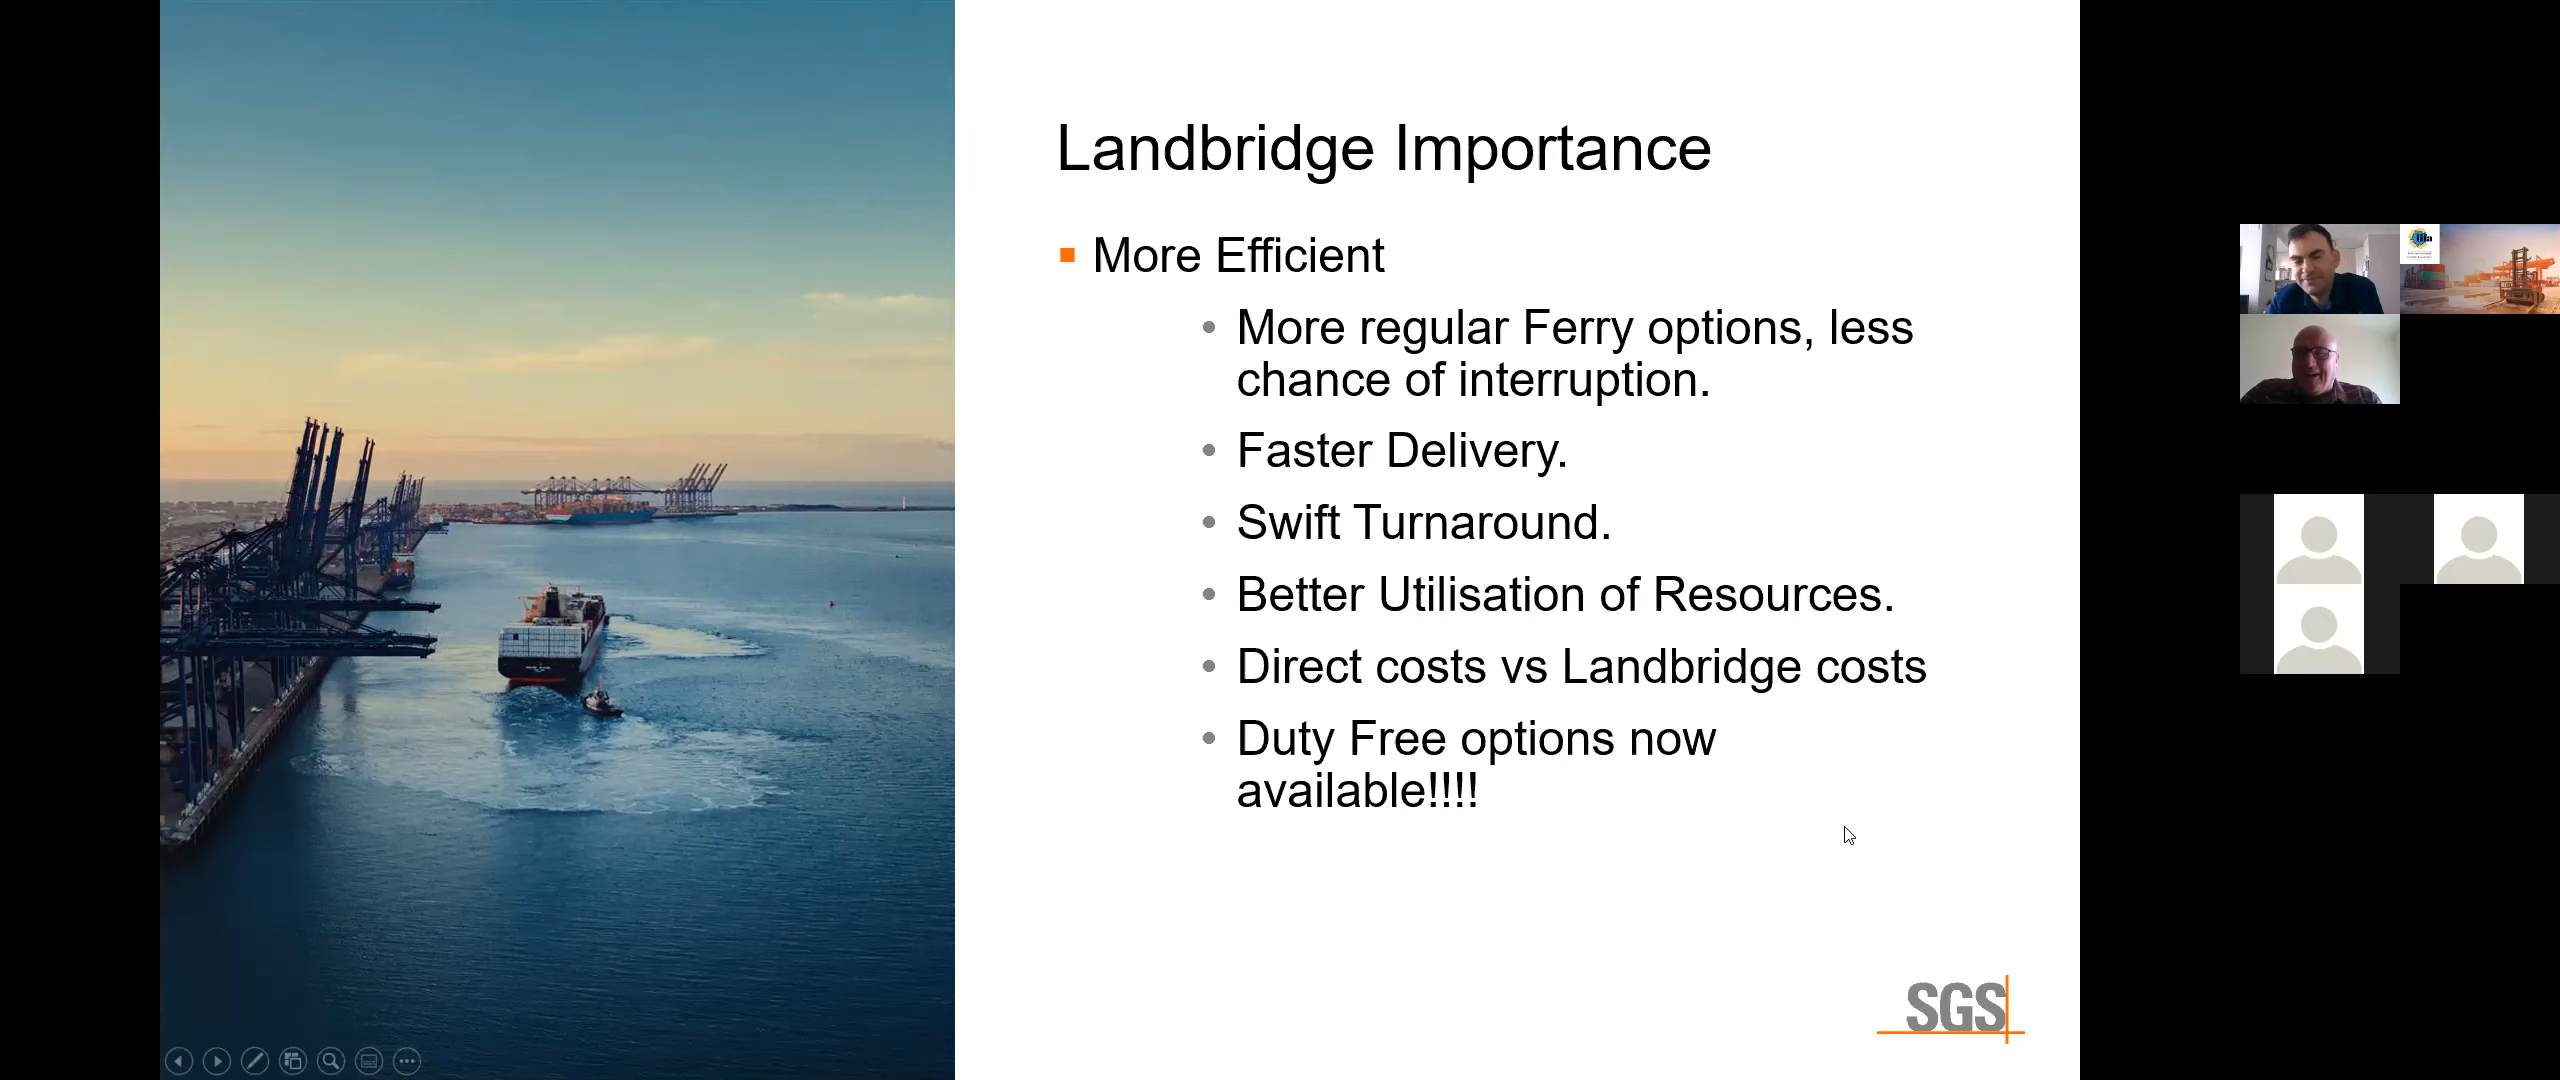 Landbridge Importance
More Efficient
More regular Ferry options, less
chance of interruption.
Faster Delivery.
Swift Turnaround.
Better Utilisation of Resources.
Direct costs vs Landbridge costs
Duty Free options now
available!!!!
SGS